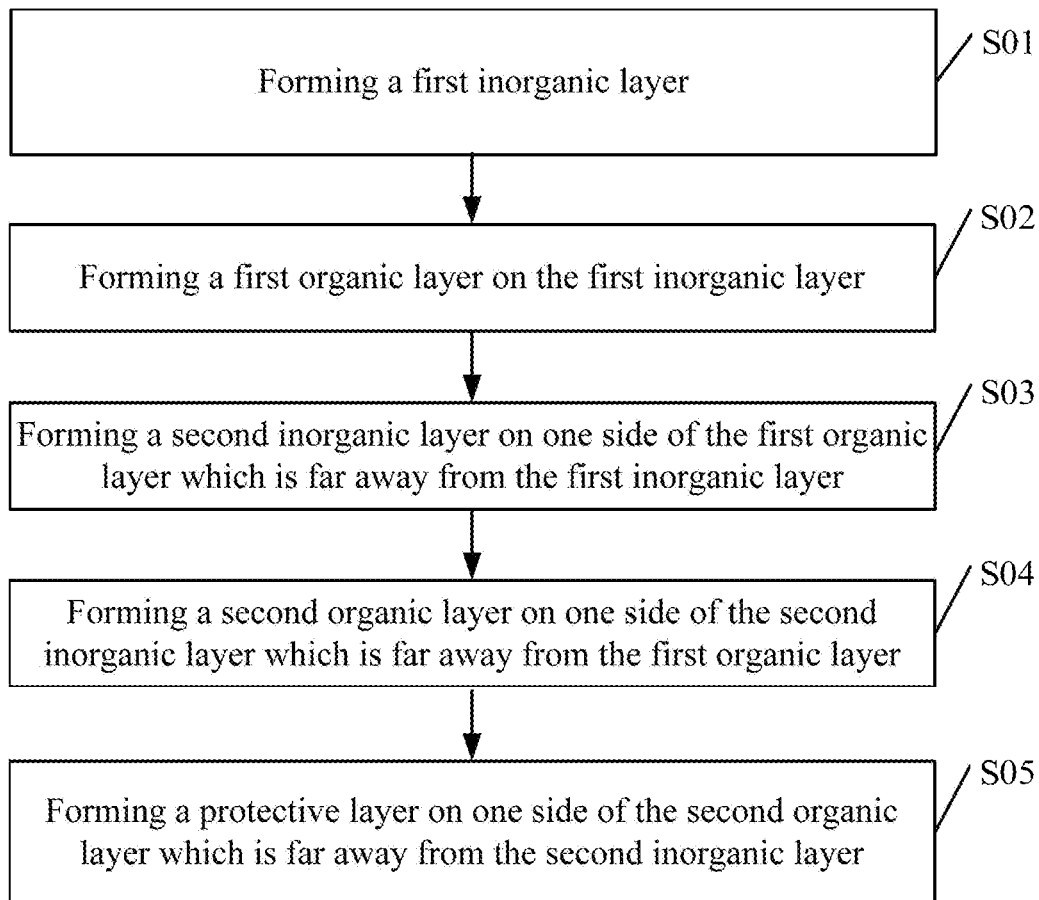 Forming a first inorganic layer
S01
Forming a first organic layer on the first inorganic layer
S02
Forming a second inorganic layer on one side of the first organic
layer which is far away from the first inorganic layer
S03
Forming a second organic layer on one side of the second
inorganic layer which is far away from the first organic layer
S04
Forming a protective layer on one side of the second organic
layer which is far away from the second inorganic layer
S05